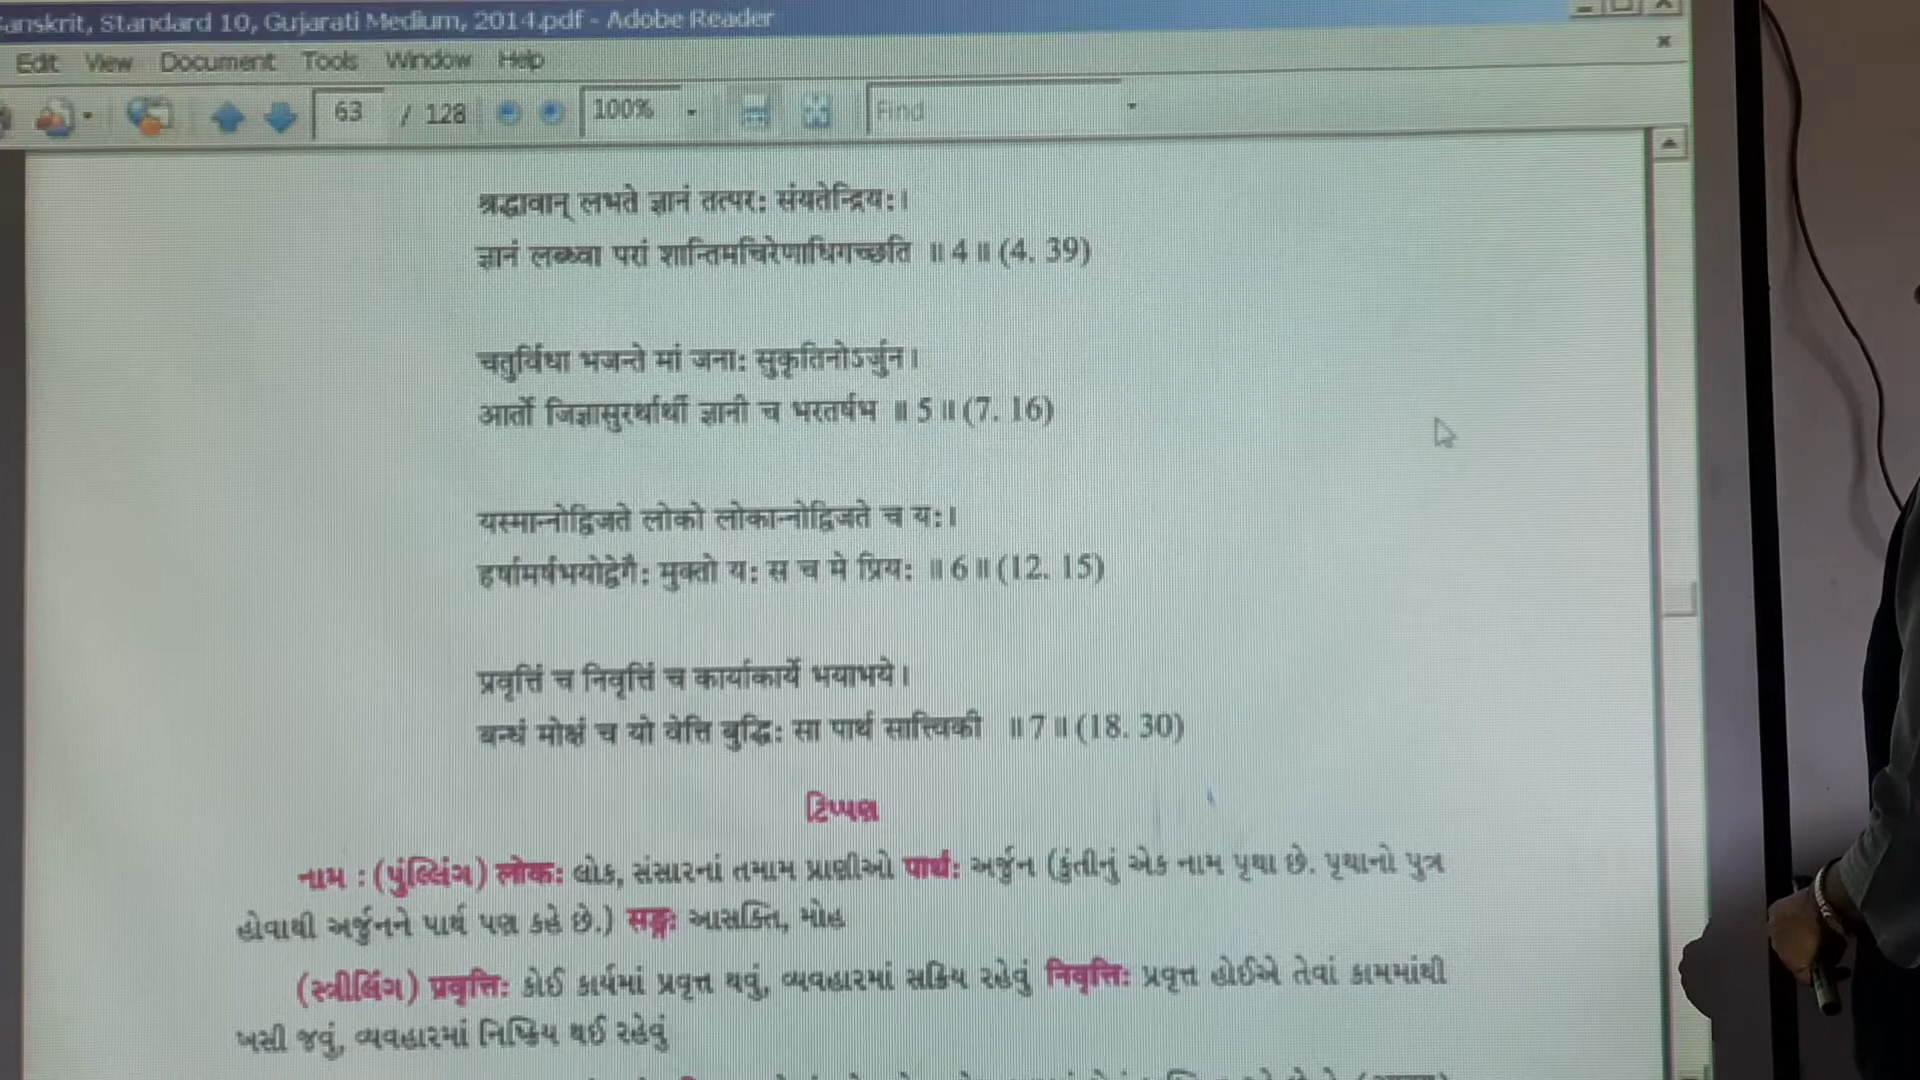 anskrit, Standard 10, Gujarati Medium, 2014.pdf - Adobe Reader
Edit View Document Tools Window Help
63 / 128 100% Find
श्रद्धावान् लभते ज्ञानं तत्परः संयतेन्द्रियः।
ज्ञानं लब्ध्वा परां शान्तिमचिरेणाधिगच्छति ॥ 4 ॥ (4. 39)
चतुर्विधा भजन्ते मां जनाः सुकृतिनोऽर्जुन।
आर्तो जिज्ञासुरर्थार्थी ज्ञानी च भरतर्षभ ॥ 5 ॥ (7. 16)
यस्मान्नोद्विजते लोको लोकान्नोद्विजते च यः।
हर्षामर्षभयोद्वेगैः मुक्तो यः स च मे प्रियः ॥ 6 ॥ (12. 15)
प्रवृत्तिं च निवृत्तिं च कार्याकार्ये भयाभये।
बन्धं मोक्षं च यो वेत्ति बुद्धिः सा पार्थ सात्त्विकी ॥ 7 ॥ (18. 30)
ટિપ્પણ
નામ : (પુંલ્લિંગ) लोकः લોક, સંસારનાં તમામ પ્રાણીઓ पार्थः અર્જુન (કુંતીનું એક નામ પૃથા છે. પૃથાનો પુત્ર
હોવાથી અર્જુનને પાર્થ પણ કહે છે.) सङ्गः આસક્તિ, મોહ
(સ્ત્રીલિંગ) प्रवृत्तिः કોઈ કાર્યમાં પ્રવૃત્ત થવું, વ્યવહારમાં સક્રિય રહેવું निवृत्तिः પ્રવૃત્ત હોઈએ તેવાં કામમાંથી
ખસી જવું, વ્યવહારમાં નિષ્ક્રિય થઈ રહેવું